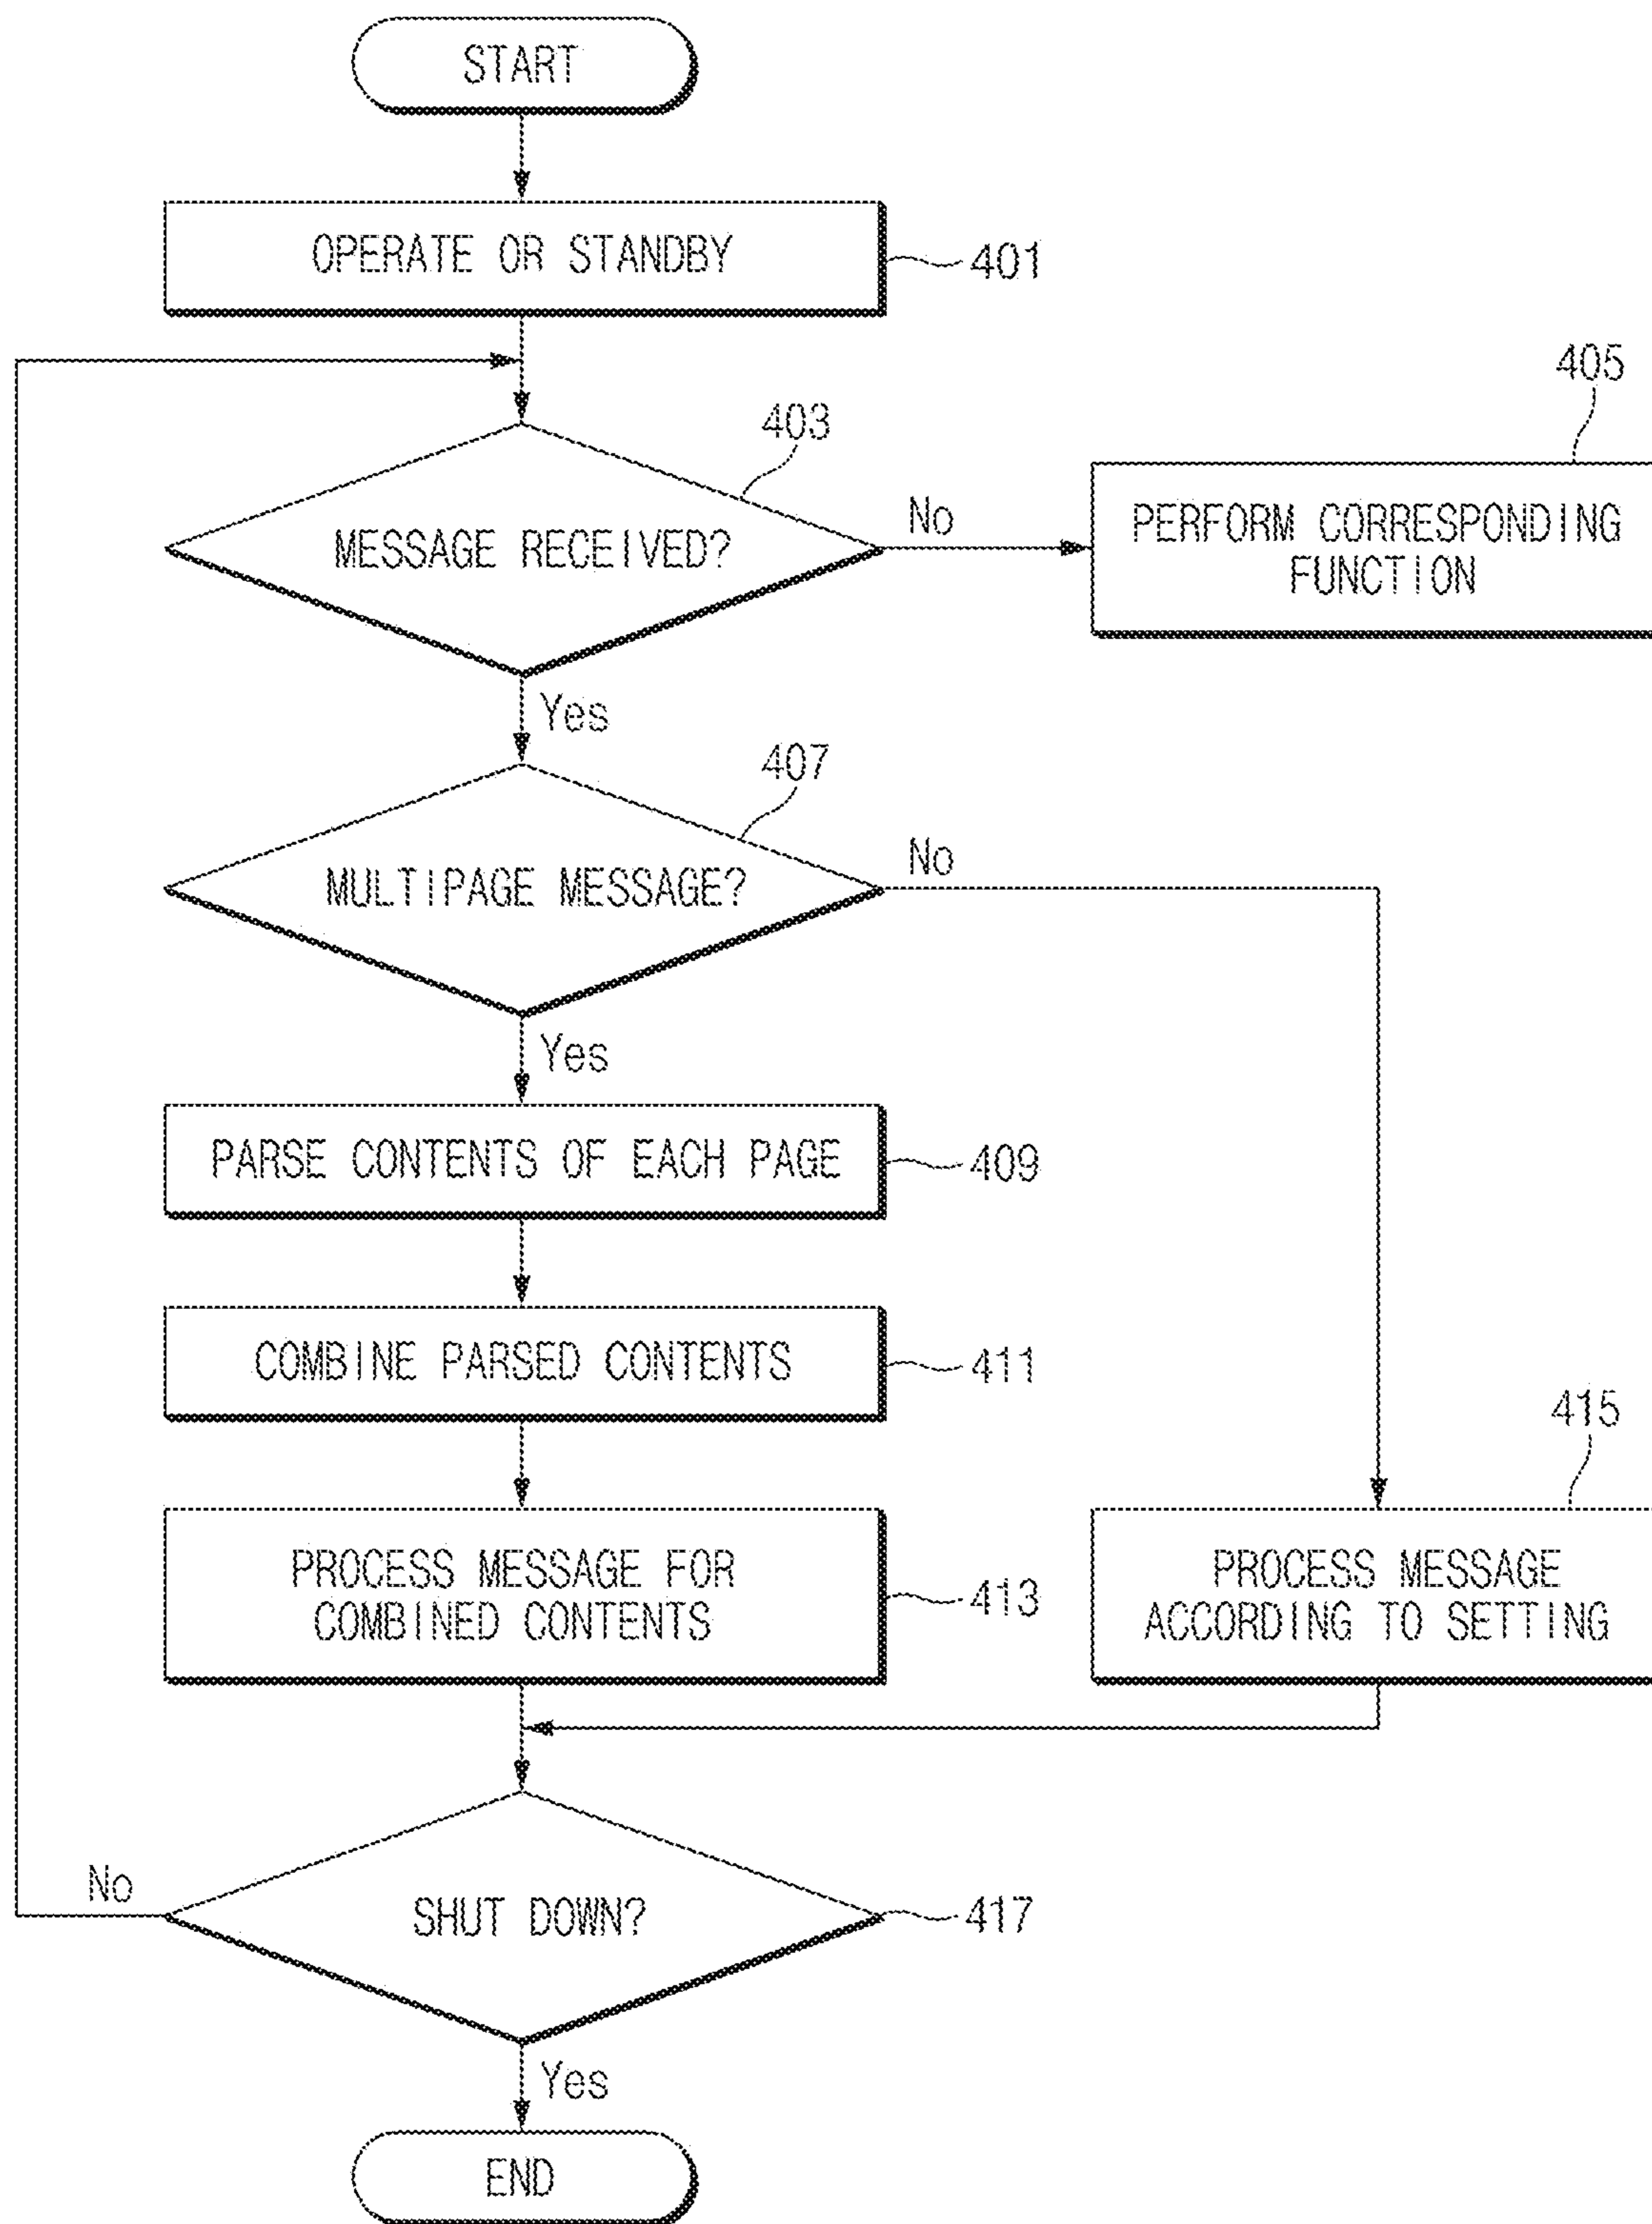 START
OPERATE OR STANDBY
401
405
403
MESSAGE RECEIVED?
No
PERFORM CORRESPONDING
FUNCTION
Yes
407
MULTIPAGE MESSAGE?
No
Yes
PARSE CONTENTS OF EACH PAGE
409
COMBINE PARSED CONTENTS
411
415
PROCESS MESSAGE FOR
COMBINED CONTENTS
413
PROCESS MESSAGE
ACCORDING TO SETTING
No
SHUT DOWN?
417
Yes
END